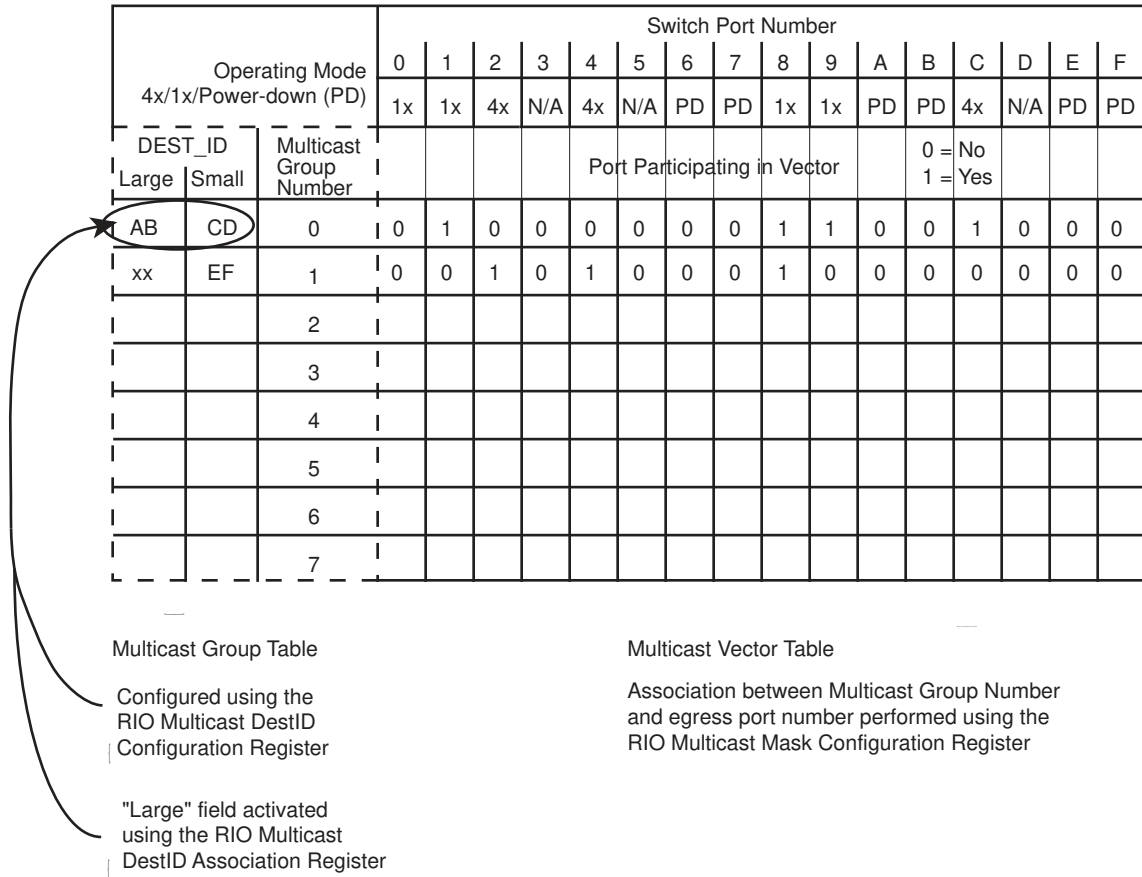 Switch Port Number
Operating Mode
4x/1x/Power-down (PD)
0 1 2 3 4 5 6 7 8 9 A B C D E F
1x 1x 4x N/A 4x N/A PD PD 1x 1x PD PD 4x N/A PD PD
DEST_ID
Large Small
Multicast
Group
Number
Port Participating in Vector
0 = No
1 = Yes
AB CD 0 0 1 0 0 0 0 0 0 1 1 0 0 1 0 0 0
xx EF 1 0 0 1 0 1 0 0 0 1 0 0 0 0 0 0 0
2
3
4
5
6
7
Multicast Group Table
Configured using the
RIO Multicast DestID
Configuration Register
"Large" field activated
using the RIO Multicast
DestID Association Register
Multicast Vector Table
Association between Multicast Group Number
and egress port number performed using the
RIO Multicast Mask Configuration Register